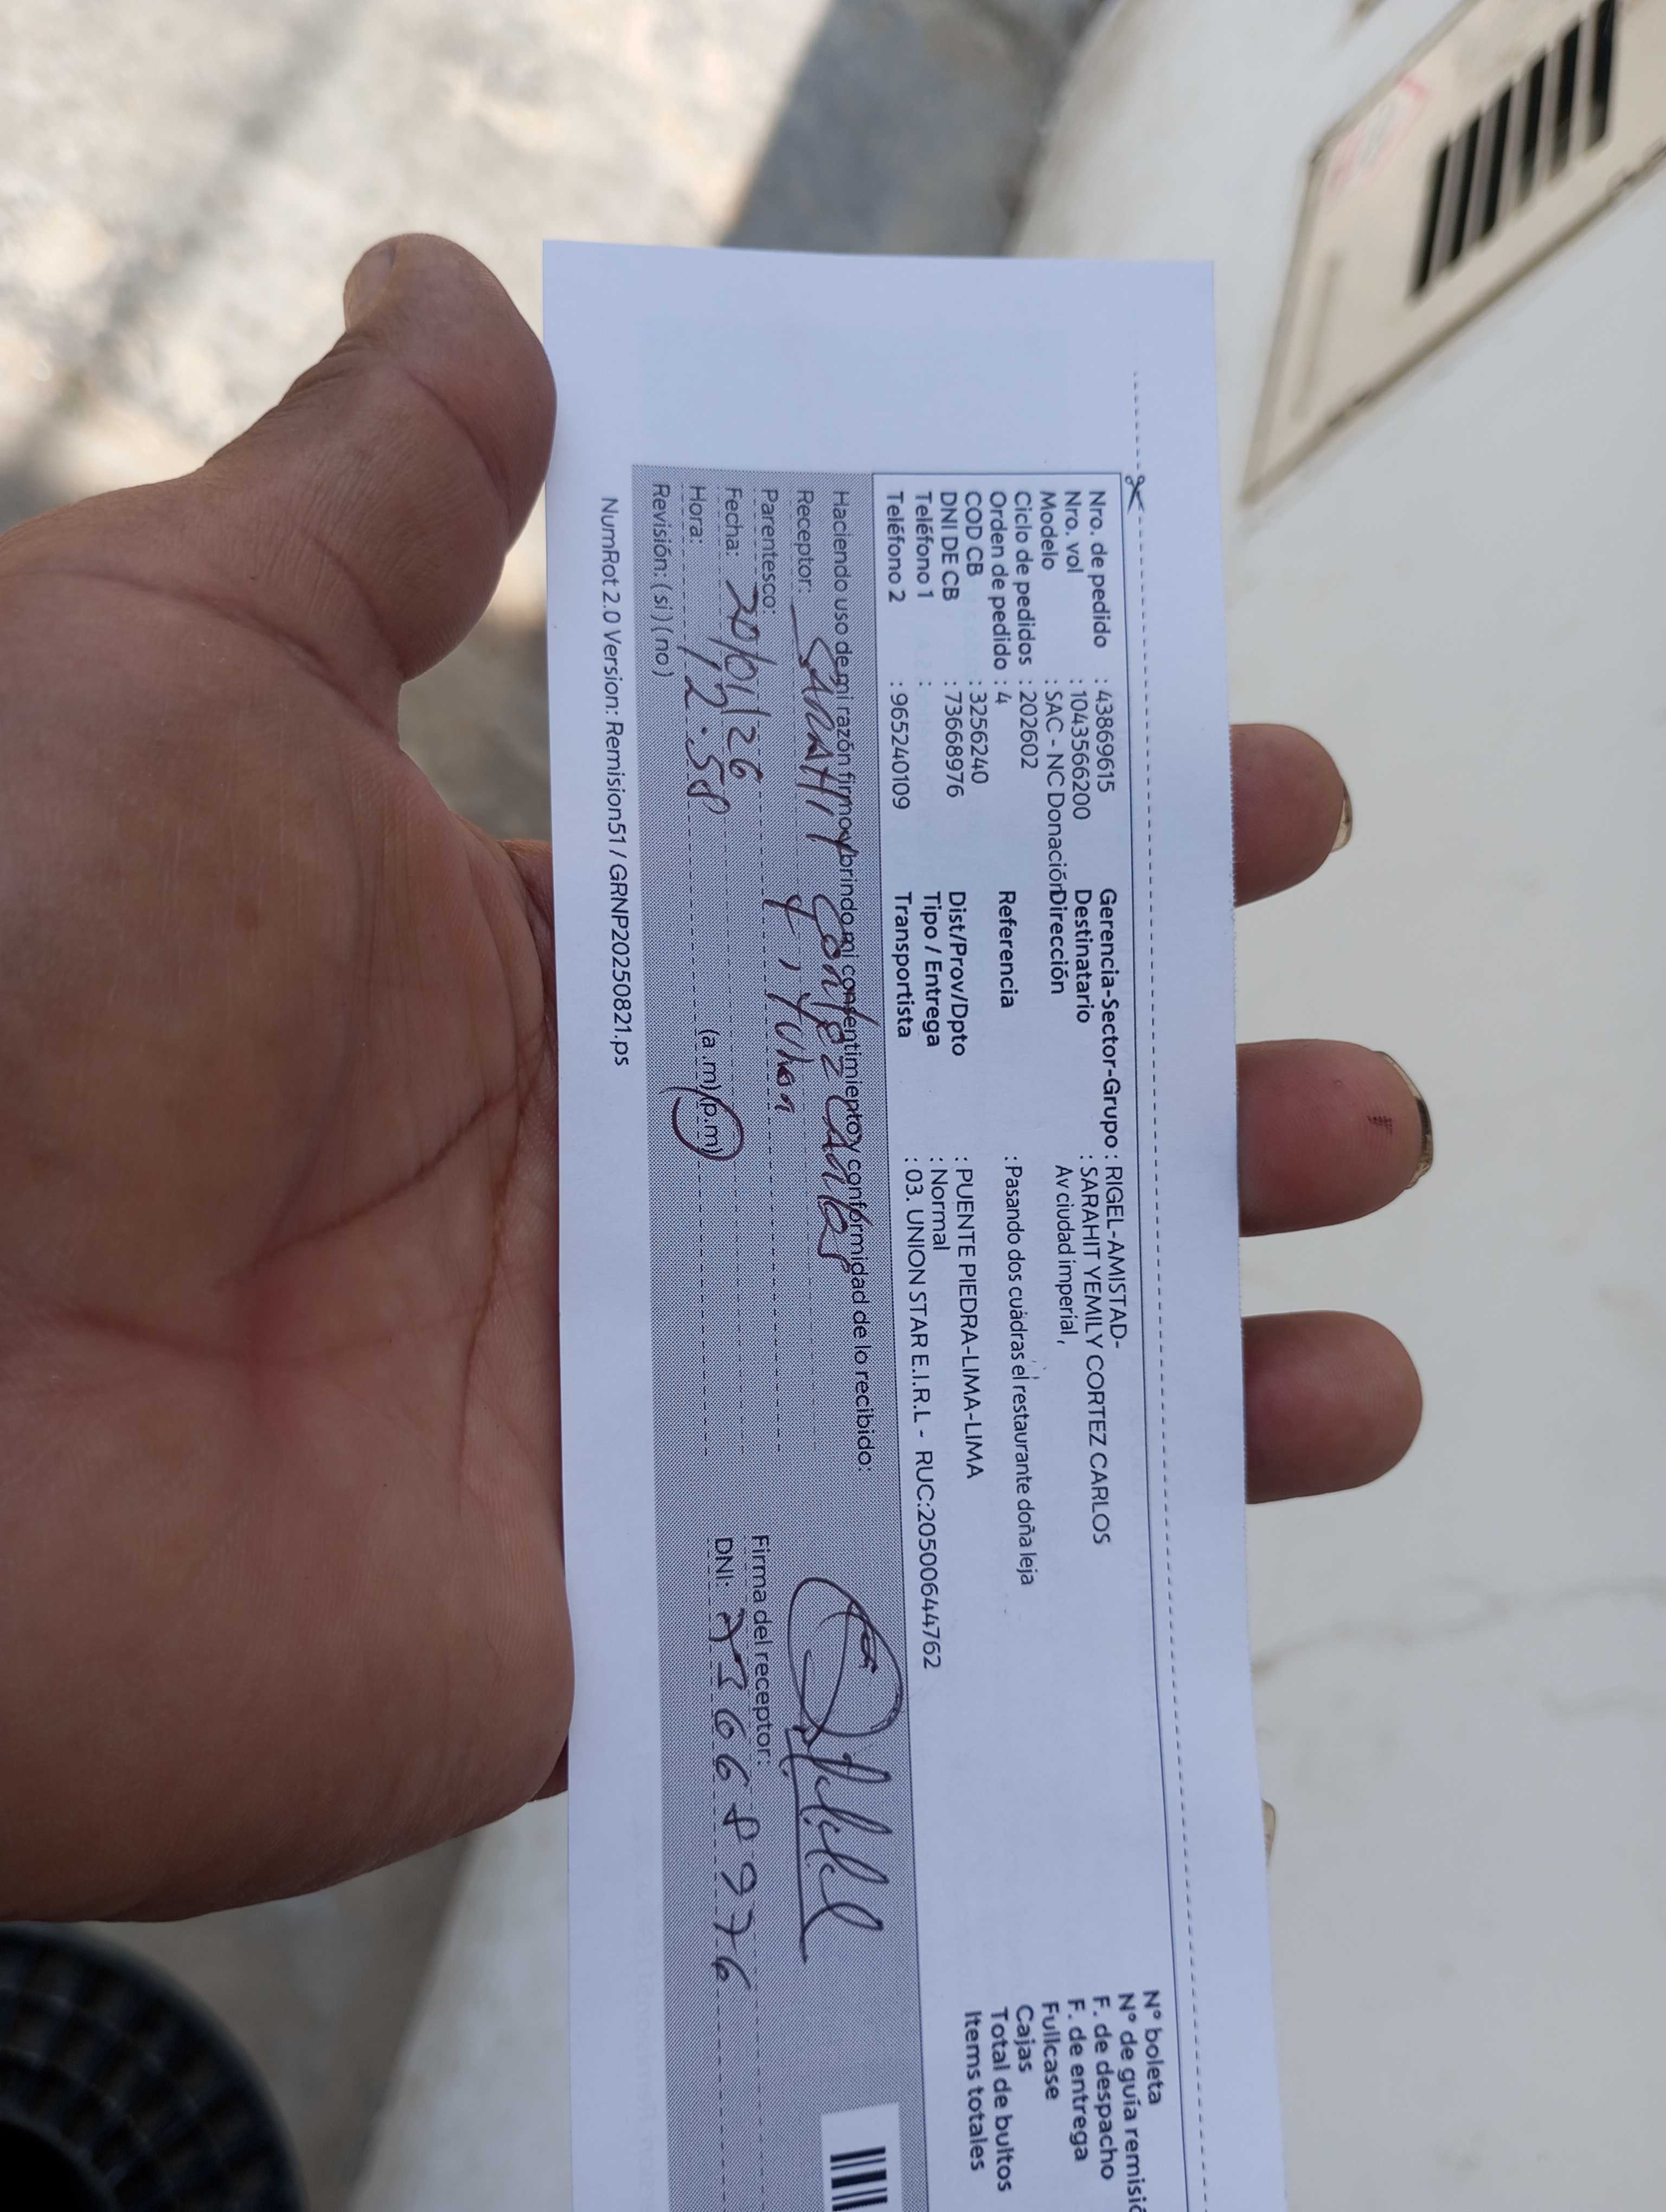 Nro. de pedido : 43869615
Nro. vol : 1043566200
Modelo : SAC - NC Donación
Ciclo de pedidos : 202602
Orden de pedido : 4
COD CB : 3256240
DNI DE CB : 73668976
Teléfono 1 :
Teléfono 2 : 965240109
Gerencia-Sector-Grupo : RIGEL-AMISTAD-
Destinatario : SARAHIT YEMILY CORTEZ CARLOS
Dirección Av ciudad imperial ,
Referencia : Pasando dos cuadras el restaurante doña leja
Dist/Prov/Dpto : PUENTE PIEDRA-LIMA-LIMA
Tipo / Entrega : Normal
Transportista : 03. UNION STAR E.I.R.L - RUC:20500644762
N° boleta
N° de guía remisió
F. de despacho
F. de entrega
Fullcase
Cajas
Total de bultos
Items totales
Haciendo uso de mi razón firmo y brindo mi consentimiento y conformidad de lo recibido:
Receptor: Sarahit Cortez Carlos
Parentesco:
Fecha: 20/01/26
Hora: 12:58 (a.m) (p.m)
Revisión: (si) (no)
Firma del receptor:
DNI: 73668976
NumRot 2.0 Version: Remision51 / GRNP20250821.ps